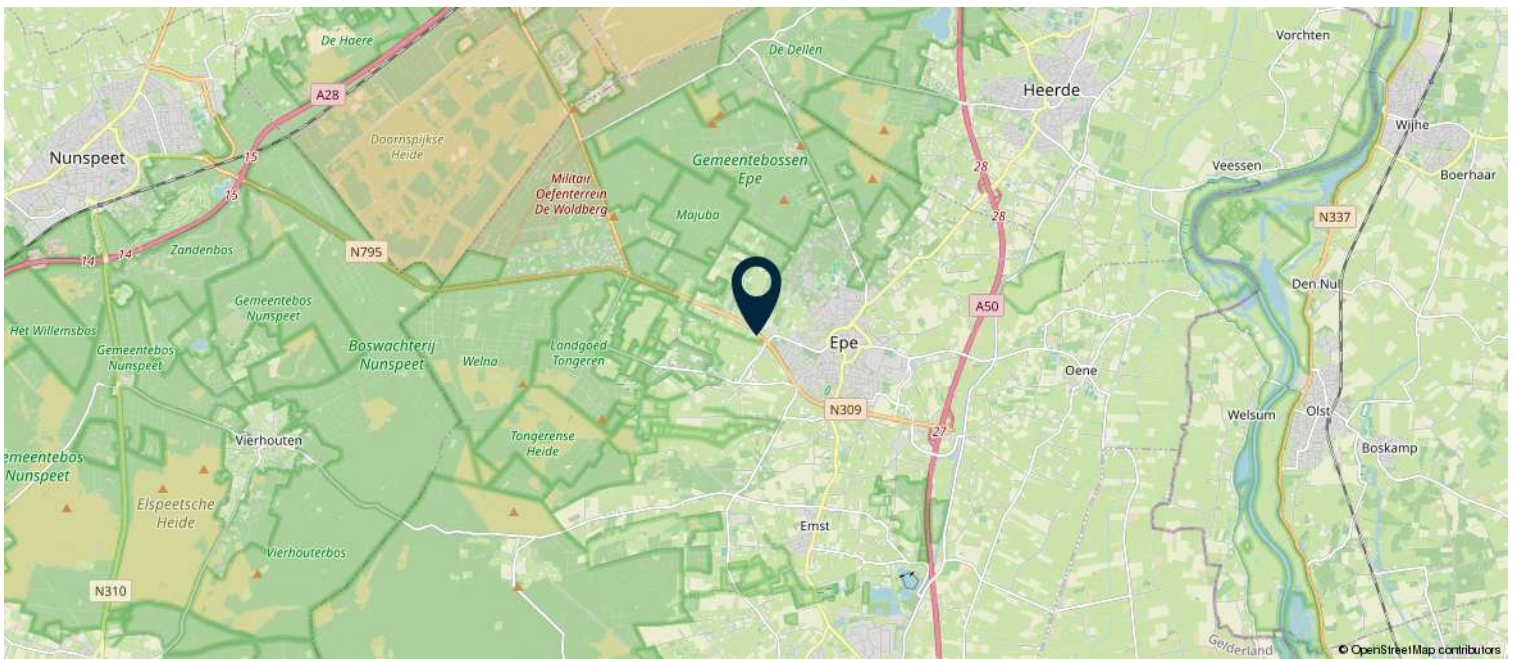 De Haere
De Dellen
Vorchten
A28
Heerde
Wijhe
Doornspijkse
Heide
15
Nunspeet
Gemeentebossen
Epe
28
Veessen
Boerhaar
Militair
Oefenterrein
De Woldberg
15
Majuba
28
N337
Zandenbos
N795
14
14
Den Nul
Gemeentebos
Nunspeet
A50
Het Willemsbos
Gemeentebos
Nunspeet
Boswachterij
Nunspeet
Welna
Landgoed
Tongeren
Epe
Oene
N309
Welsum
Olst
27
Vierhouten
Tongerense
Heide
Boskamp
emeentebos
Nunspeet
Elspeetsche
Heide
Emst
Vierhouterbos
N310
Gelderland
© OpenStreetMap contributors